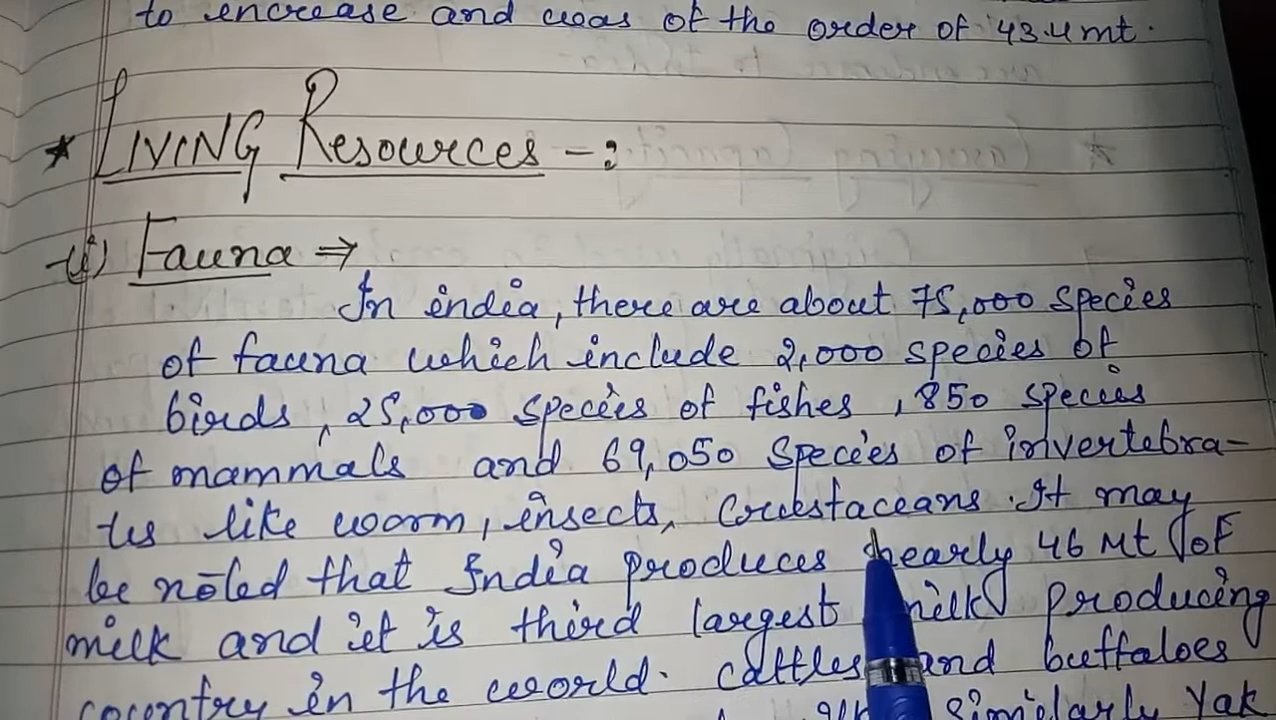 to increase and was of the order of 43.4 mt.
* LIVING Resources -:
(i) Fauna ⇒
In india, there are about 75,000 species
of fauna which include 2,000 species of
birds, 25,000 species of fishes, 850 species
of mammals and 69,050 species of invertebra-
tes like worm, insects, Crustaceans. It may
be noted that India produces nearly 46 Mt of
milk and it is third largest milk producing
country in the world. cattles and buffaloes
Similarly Yak